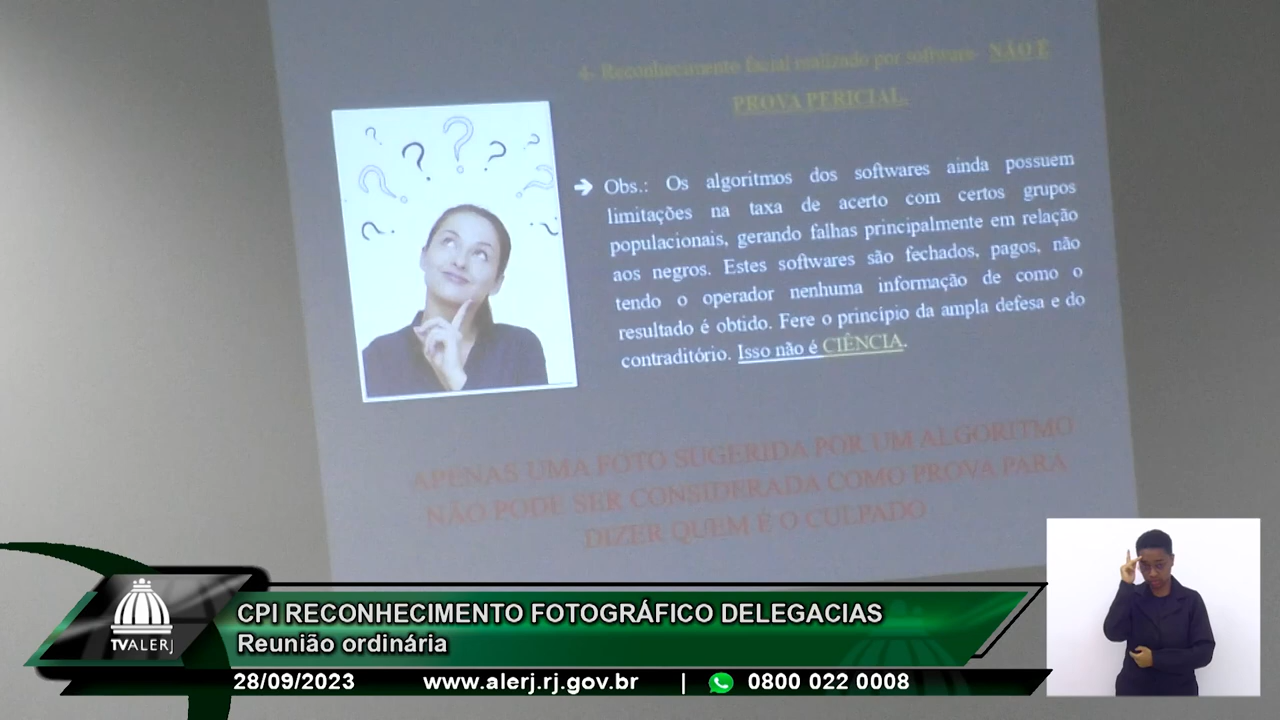 4- Reconhecimento facial realizado por software- NÃO É
PROVA PERICIAL.
➔ Obs.: Os algoritmos dos softwares ainda possuem
limitações na taxa de acerto com certos grupos
populacionais, gerando falhas principalmente em relação
aos negros. Estes softwares são fechados, pagos, não
tendo o operador nenhuma informação de como o
resultado é obtido. Fere o princípio da ampla defesa e do
contraditório. Isso não é CIÊNCIA.
APENAS UMA FOTO SUGERIDA POR UM ALGORITMO
NÃO PODE SER CONSIDERADA COMO PROVA PARA
DIZER QUEM É O CULPADO
? ? ? ? ? ? ? ?
TVALERJ
CPI RECONHECIMENTO FOTOGRÁFICO DELEGACIAS
Reunião ordinária
28/09/2023 www.alerj.rj.gov.br | 0800 022 0008